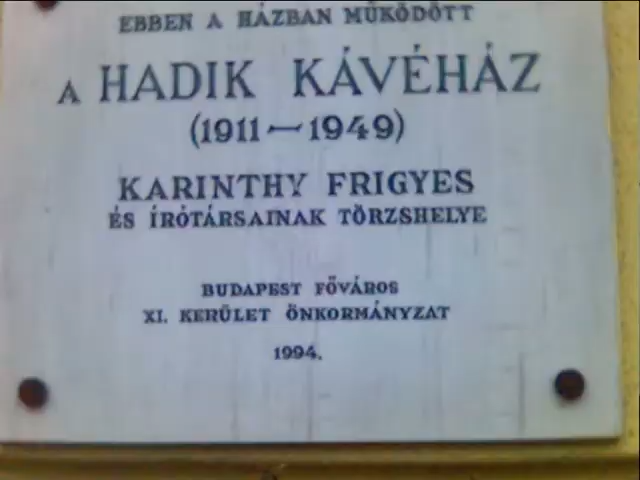 EBBEN A HÁZBAN MŰKÖDÖTT
A HADIK KÁVÉHÁZ
(1911—1949)
KARINTHY FRIGYES
ÉS ÍRÓTÁRSAINAK TÖRZSHELYE
BUDAPEST FŐVÁROS
XI. KERÜLET ÖNKORMÁNYZAT
1994.